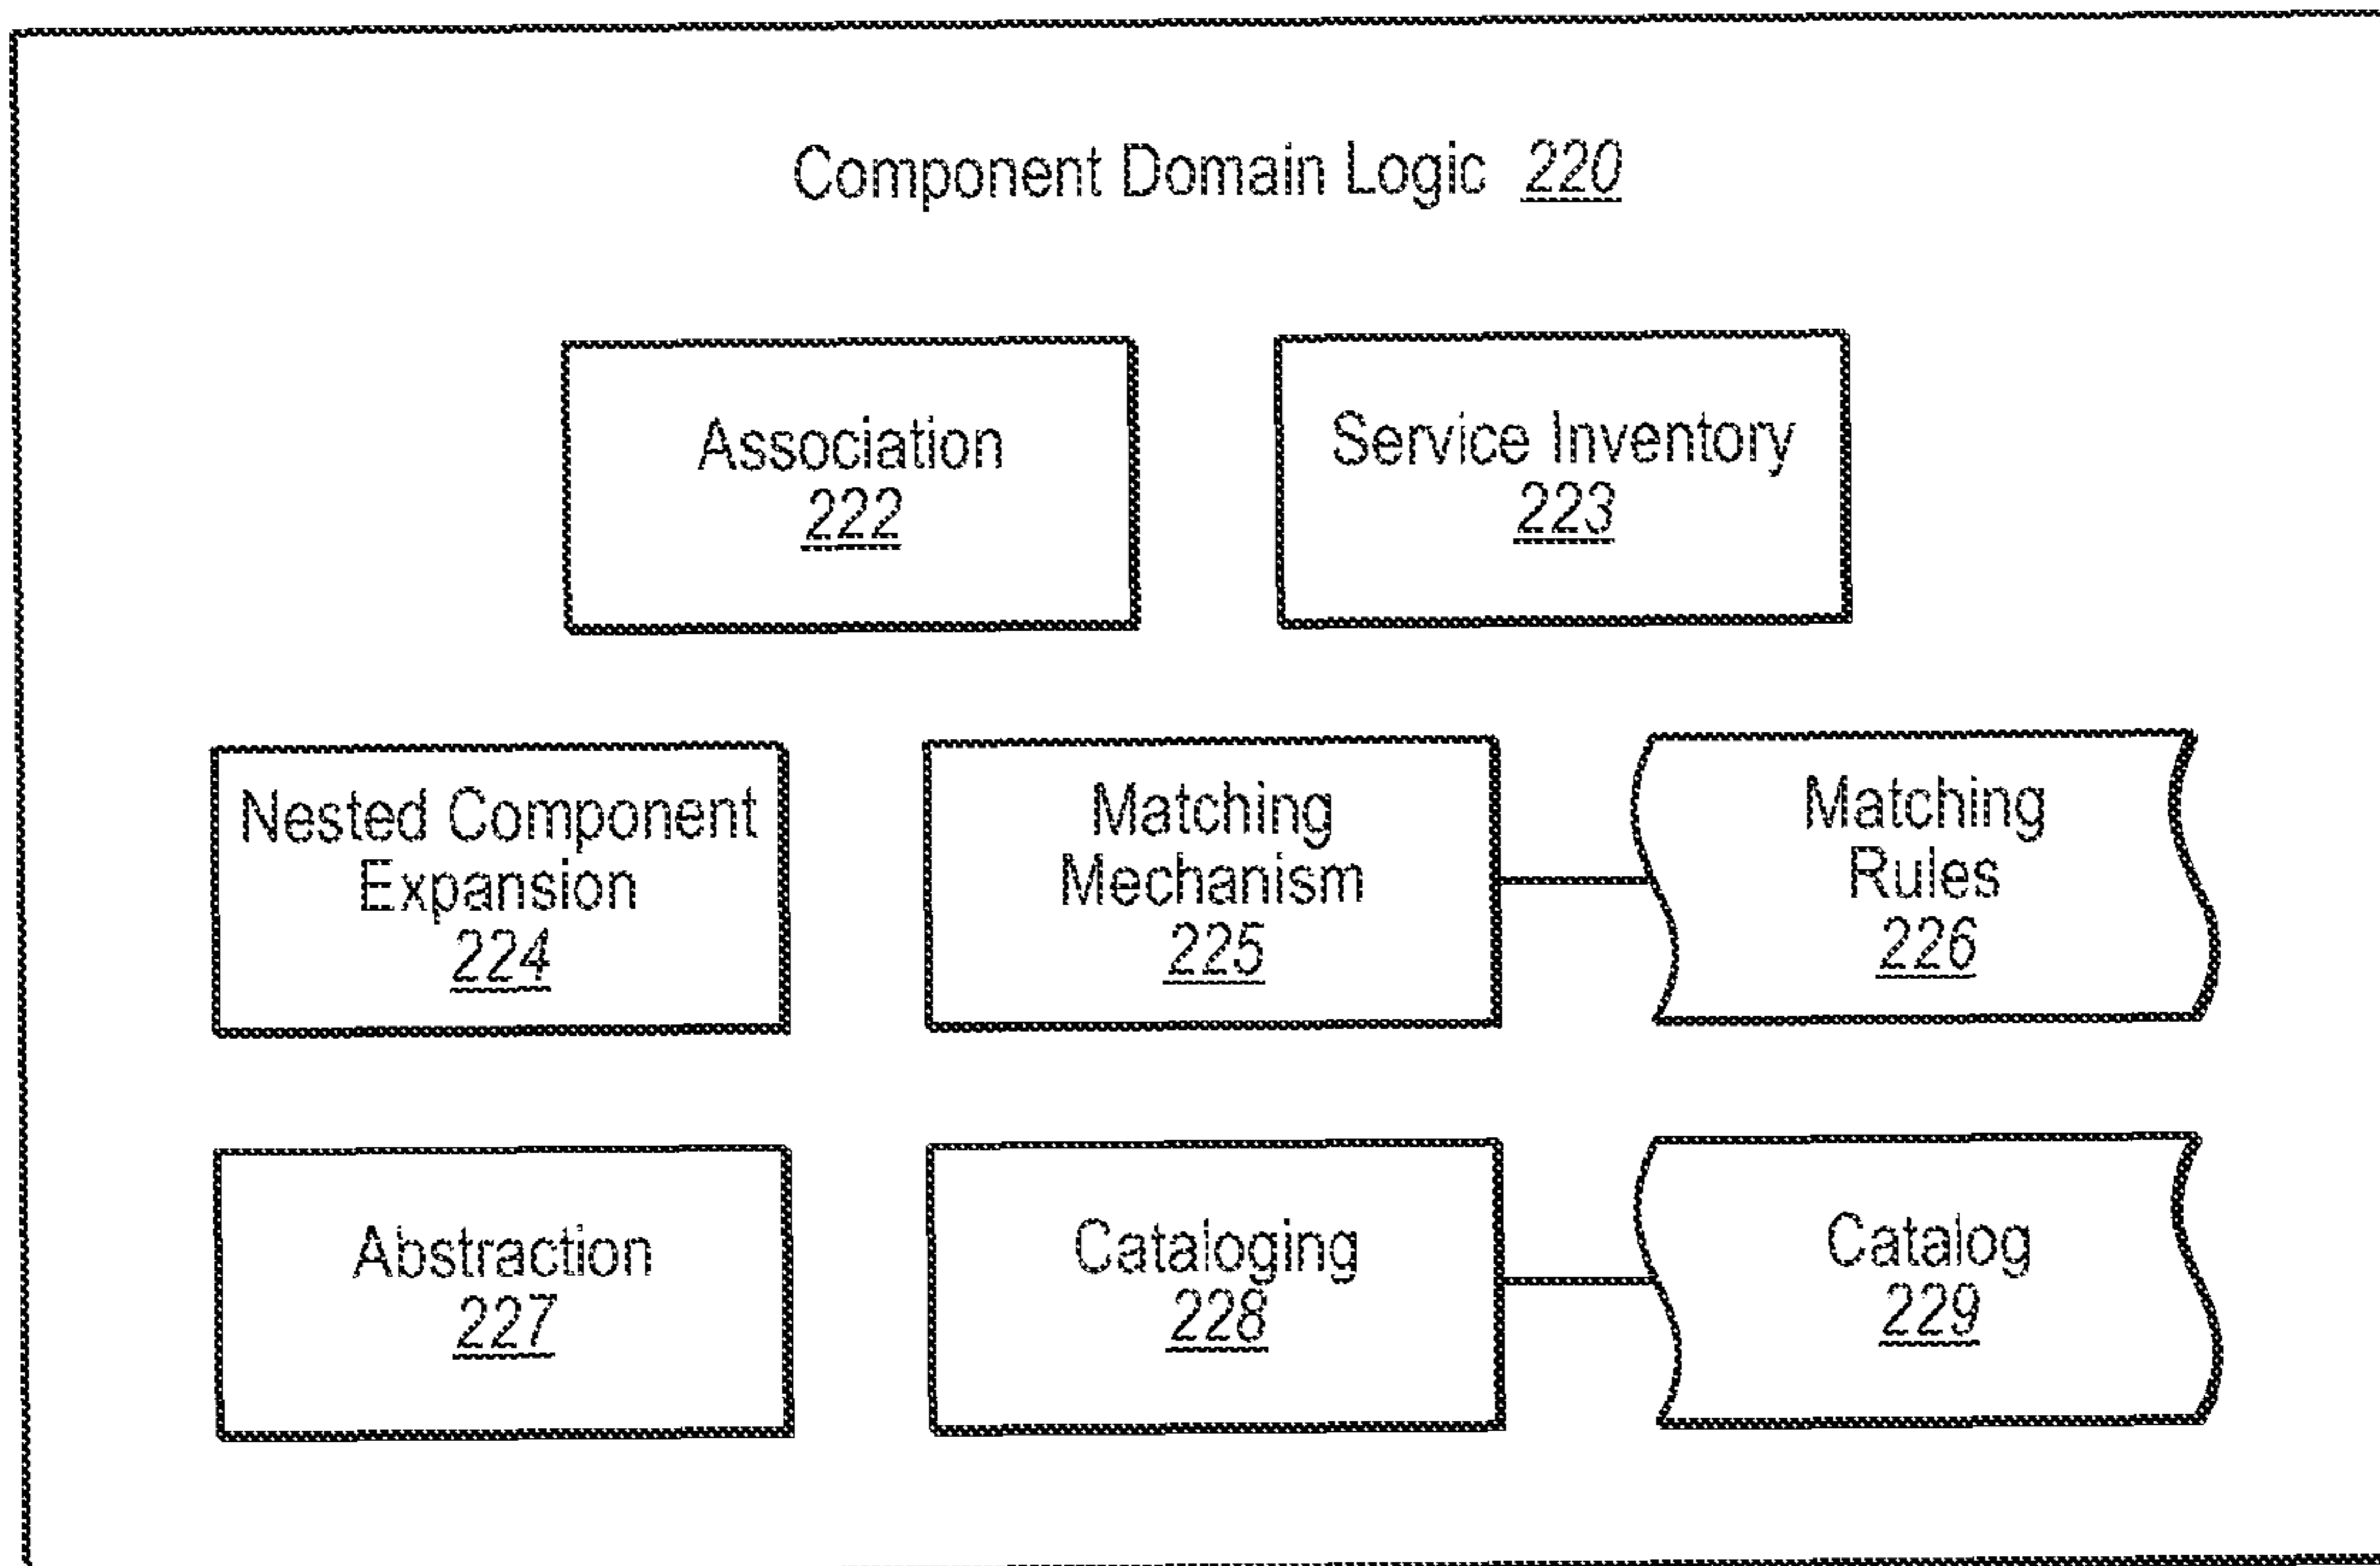 Component Domain Logic 220
Association
222
Service Inventory
223
Nested Component
Expansion
224
Matching
Mechanism
225
Matching
Rules
226
Abstraction
227
Cataloging
228
Catalog
229